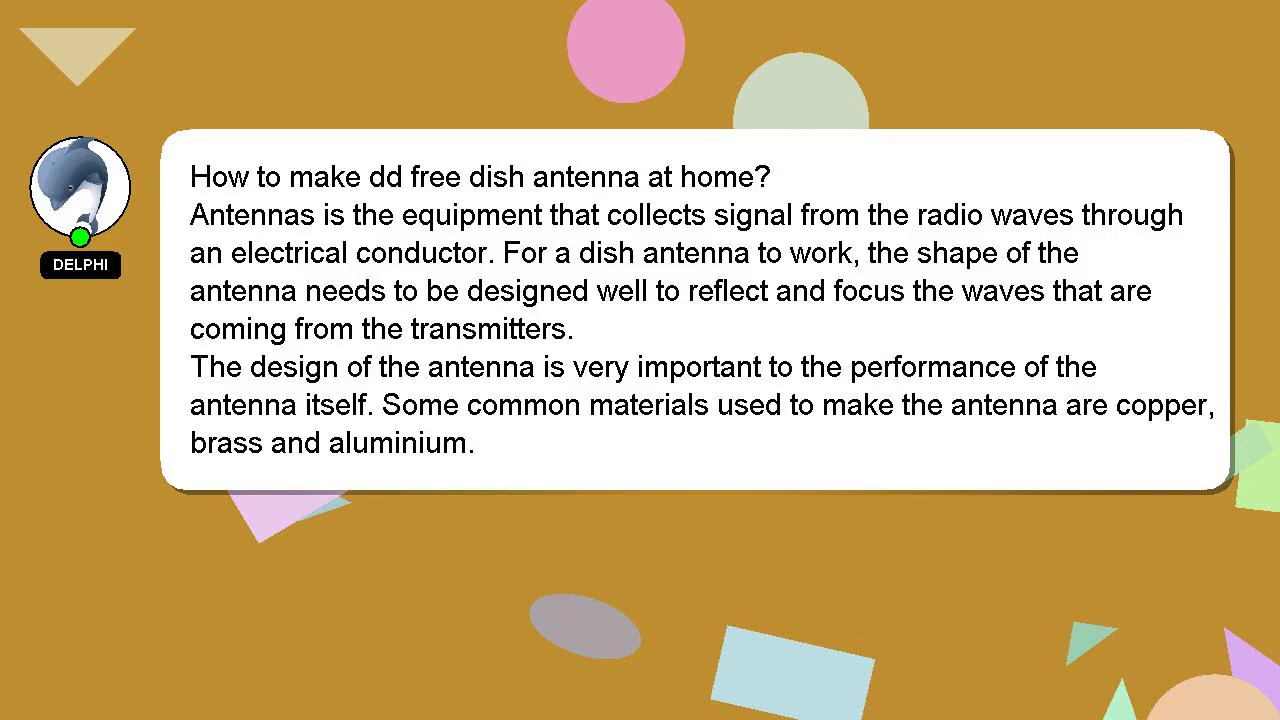 How to make dd free dish antenna at home?
Antennas is the equipment that collects signal from the radio waves through
an electrical conductor. For a dish antenna to work, the shape of the
antenna needs to be designed well to reflect and focus the waves that are
coming from the transmitters.
The design of the antenna is very important to the performance of the
antenna itself. Some common materials used to make the antenna are copper,
brass and aluminium.
DELPHI